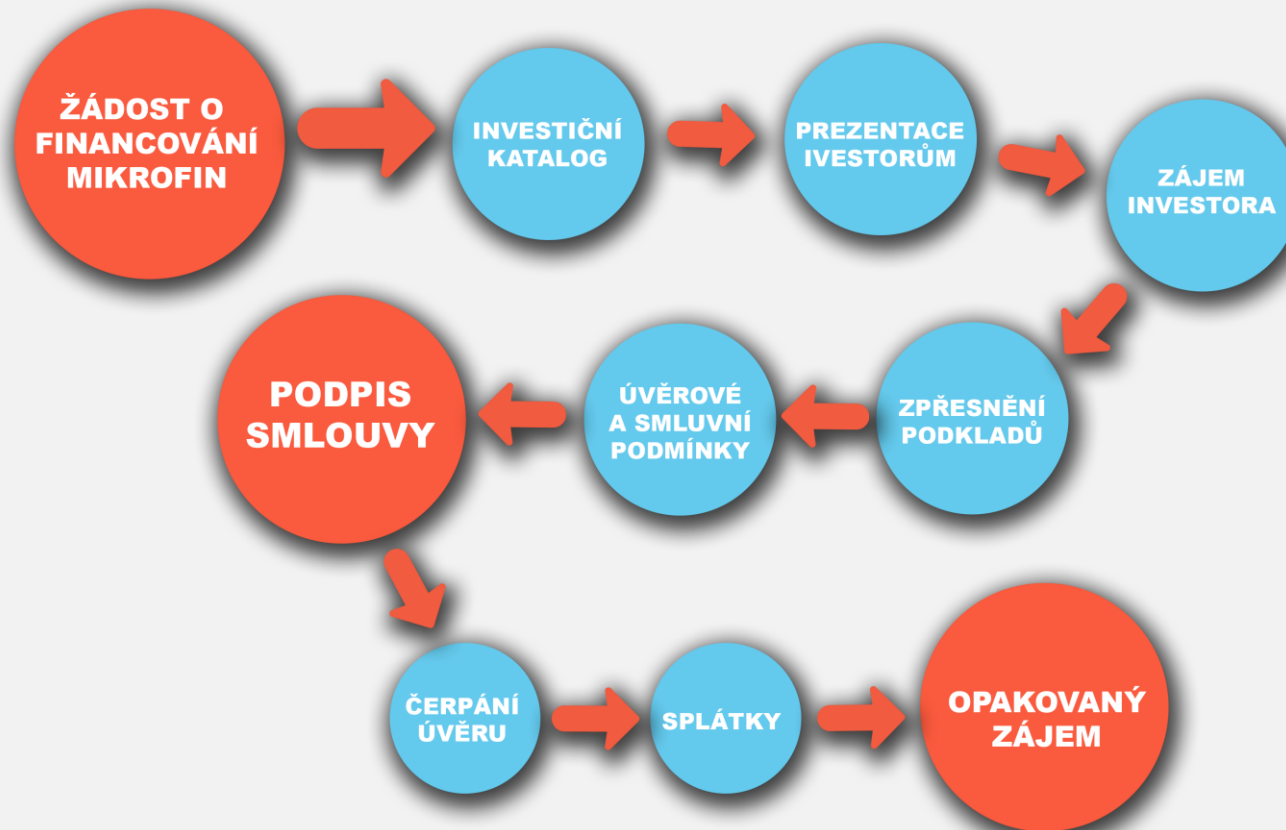 ŽÁDOST O
FINANCOVÁNÍ
MIKROFIN
INVESTIČNÍ
KATALOG
PREZENTACE
IVESTORŮM
ZÁJEM
INVESTORA
ZPŘESNĚNÍ
PODKLADŮ
ÚVĚROVÉ
A SMLUVNÍ
PODMÍNKY
PODPIS
SMLOUVY
ČERPÁNÍ
ÚVĚRU
SPLÁTKY
OPAKOVANÝ
ZÁJEM